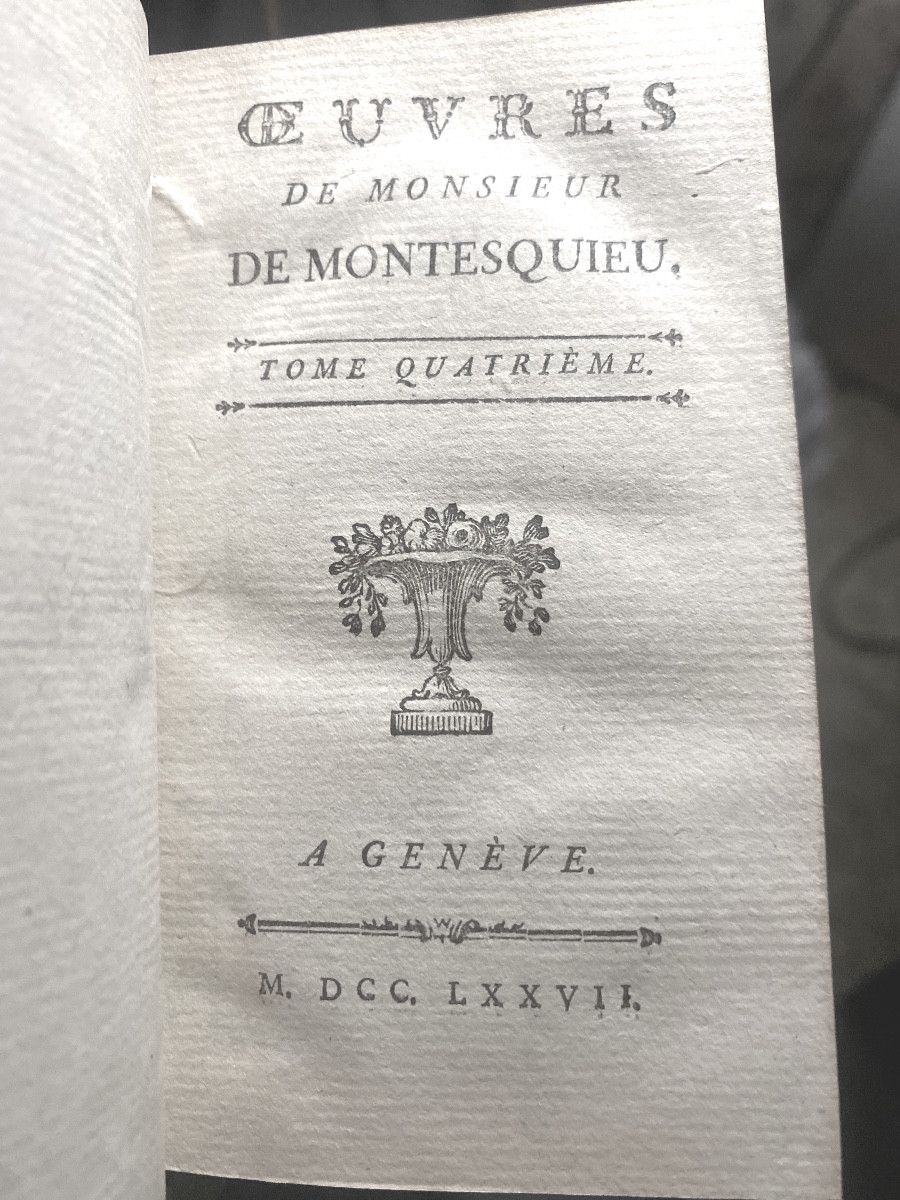 ŒUVRES
DE MONSIEUR
DE MONTESQUIEU.
TOME QUATRIÈME.
A GENÈVE.
M. DCC. LXXVII.